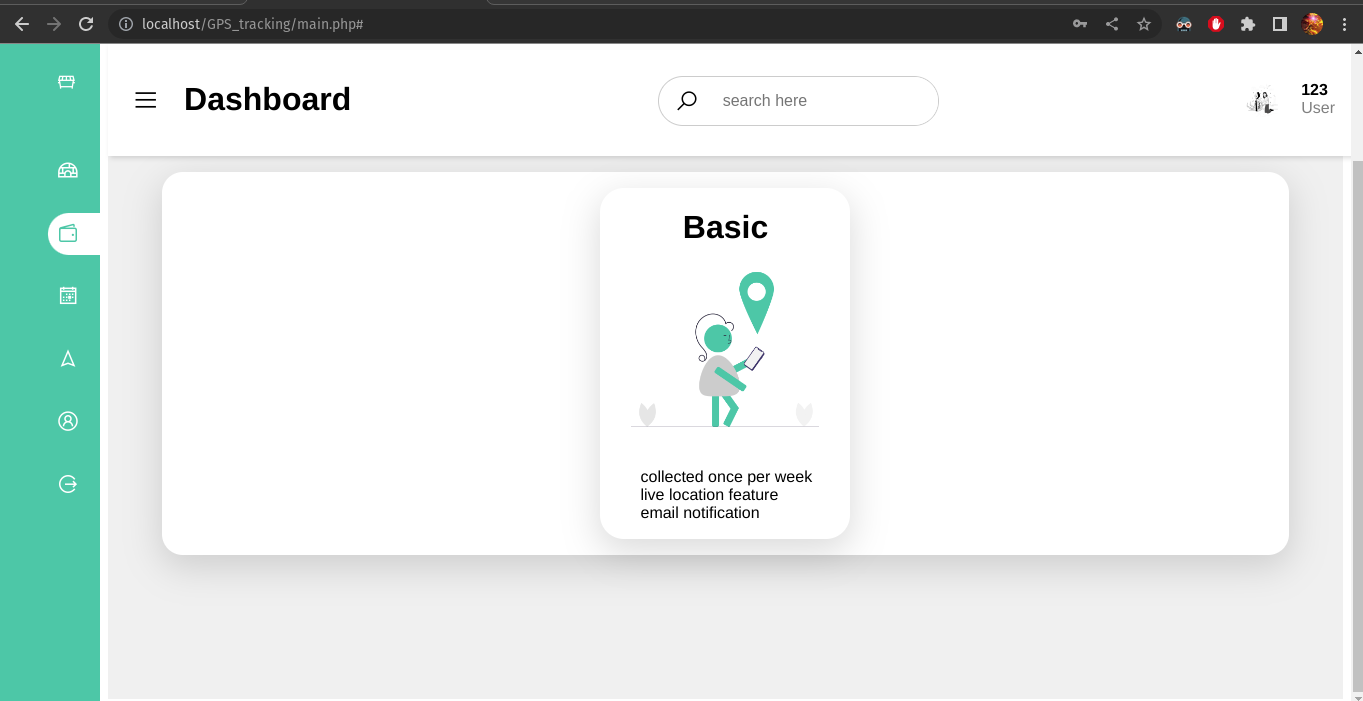 localhost/GPS_tracking/main.php#
Dashboard
search here
123
User
Basic
collected once per week
live location feature
email notification